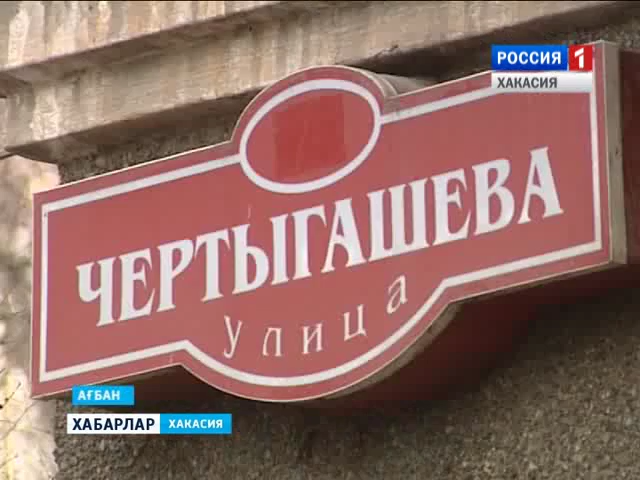 РОССИЯ 1
ХАКАСИЯ
ЧЕРТЫГАШЕВА
улица
АҒБАН
ХАБАРЛАР ХАКАСИЯ